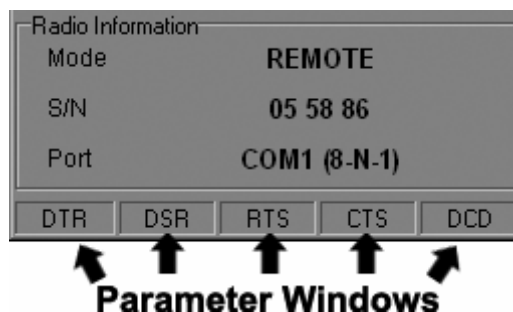 Radio Information
Mode REMOTE
S/N 05 58 86
Port COM1 (8-N-1)
DTR DSR RTS CTS DCD
Parameter Windows